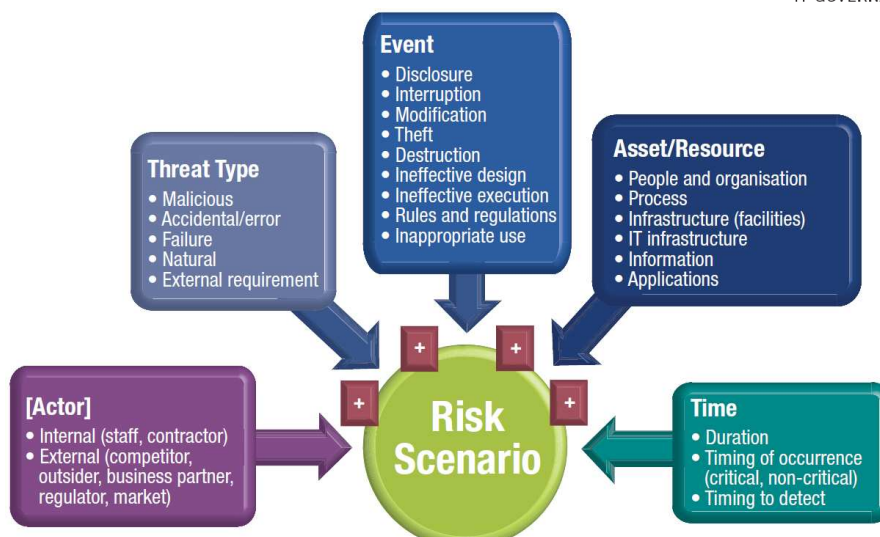 Event
• Disclosure
• Interruption
• Modification
• Theft
• Destruction
• Ineffective design
• Ineffective execution
• Rules and regulations
• Inappropriate use
Threat Type
• Malicious
• Accidental/error
• Failure
• Natural
• External requirement
Asset/Resource
• People and organisation
• Process
• Infrastructure (facilities)
• IT infrastructure
• Information
• Applications
[Actor]
• Internal (staff, contractor)
• External (competitor,
outsider, business partner,
regulator, market)
+
+
+
+
Risk
Scenario
Time
• Duration
• Timing of occurrence
(critical, non-critical)
• Timing to detect